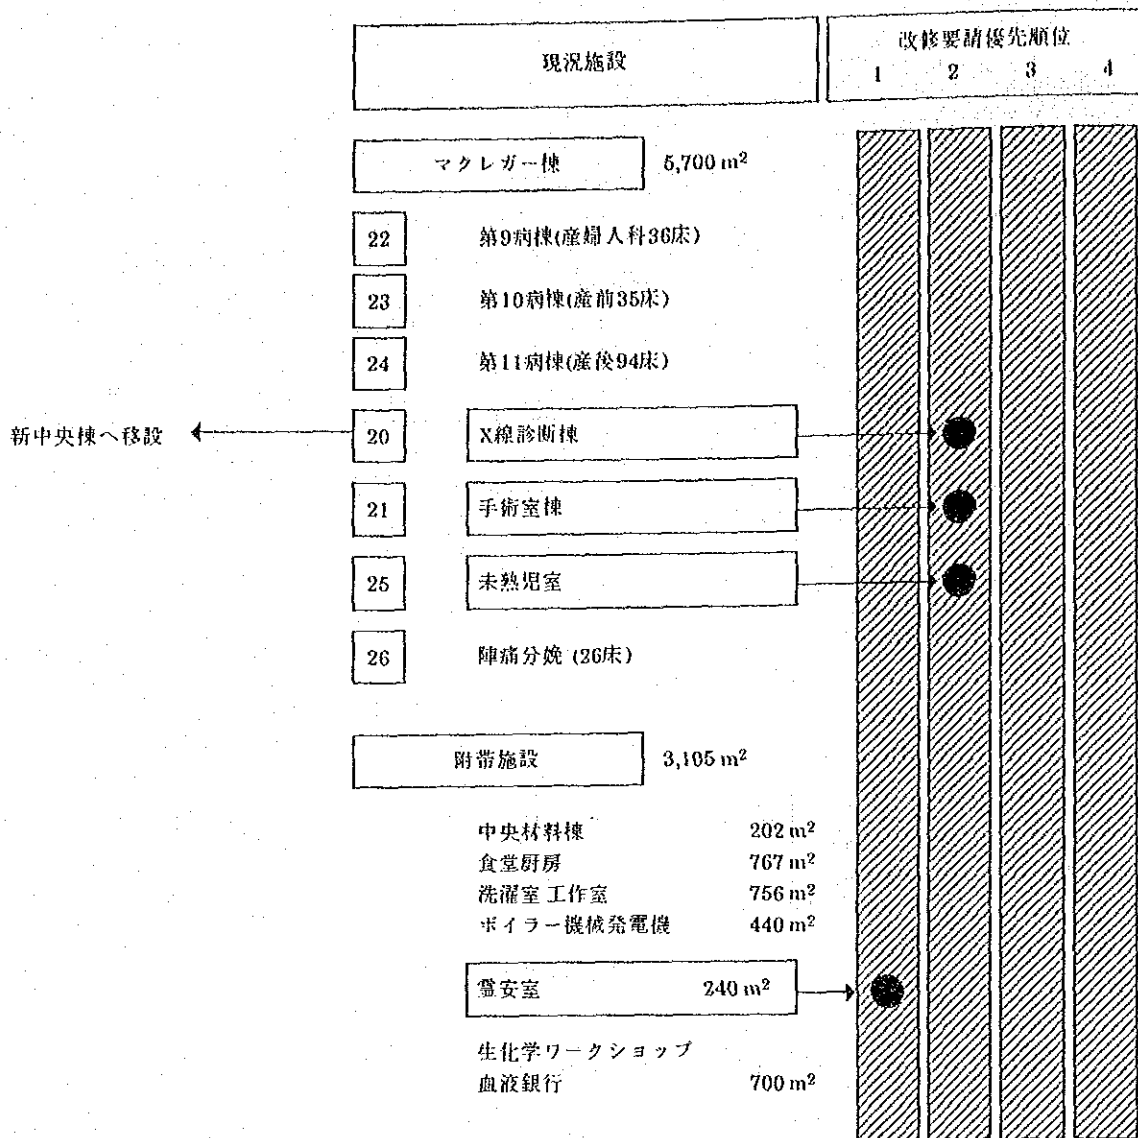 現況施設
改修要請優先順位
1 2 3 4
マクレガー棟 5,700 m²
22 第9病棟(産婦人科36床)
23 第10病棟(産前35床)
24 第11病棟(産後94床)
新中央棟へ移設 20 X線診断棟
21 手術室棟
25 未熟児室
26 陣痛分娩 (26床)
附帯施設 3,105 m²
中央材料棟 202 m²
食堂厨房 767 m²
洗濯室 工作室 756 m²
ボイラー機械発電機 440 m²
霊安室 240 m²
生化学ワークショップ
血液銀行 700 m²